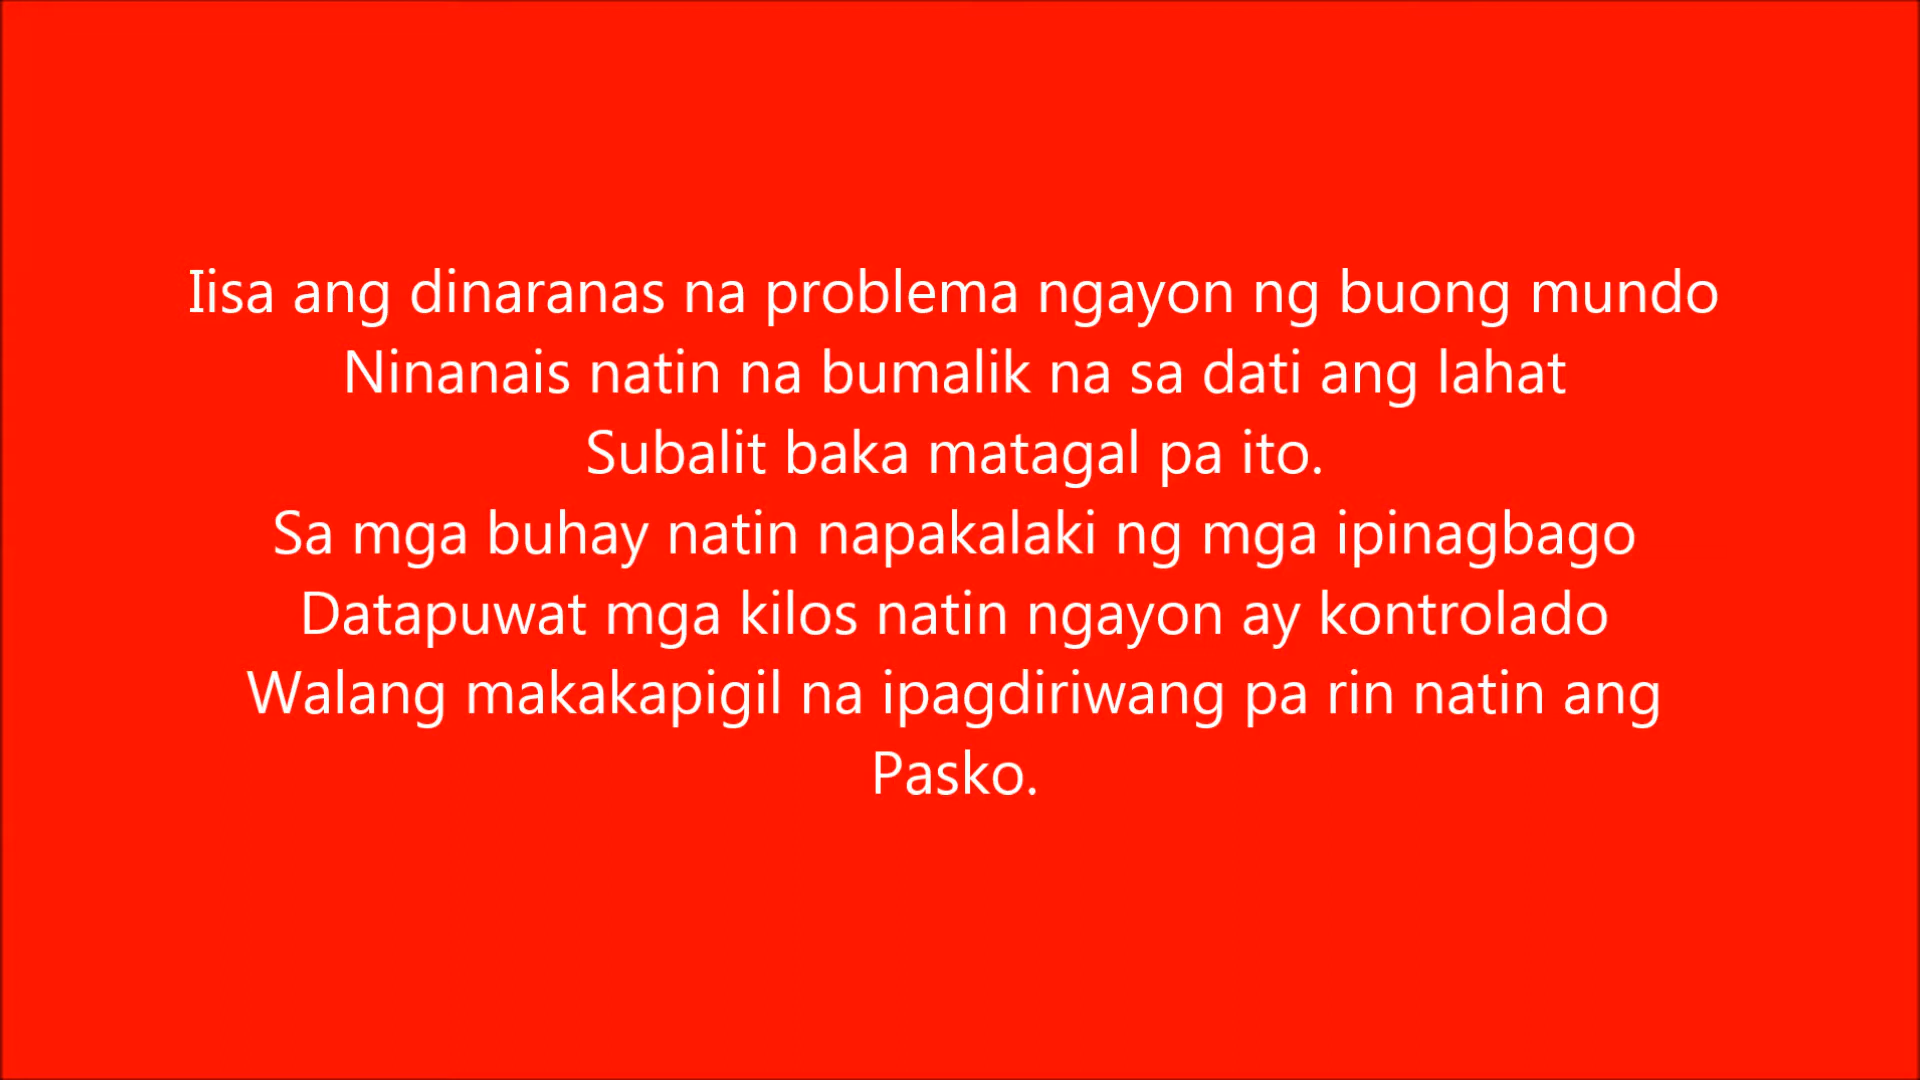 Iisa ang dinaranas na problema ngayon ng buong mundo
Ninanais natin na bumalik na sa dati ang lahat
Subalit baka matagal pa ito.
Sa mga buhay natin napakalaki ng mga ipinagbago
Datapuwat mga kilos natin ngayon ay kontrolado
Walang makakapigil na ipagdiriwang pa rin natin ang
Pasko.